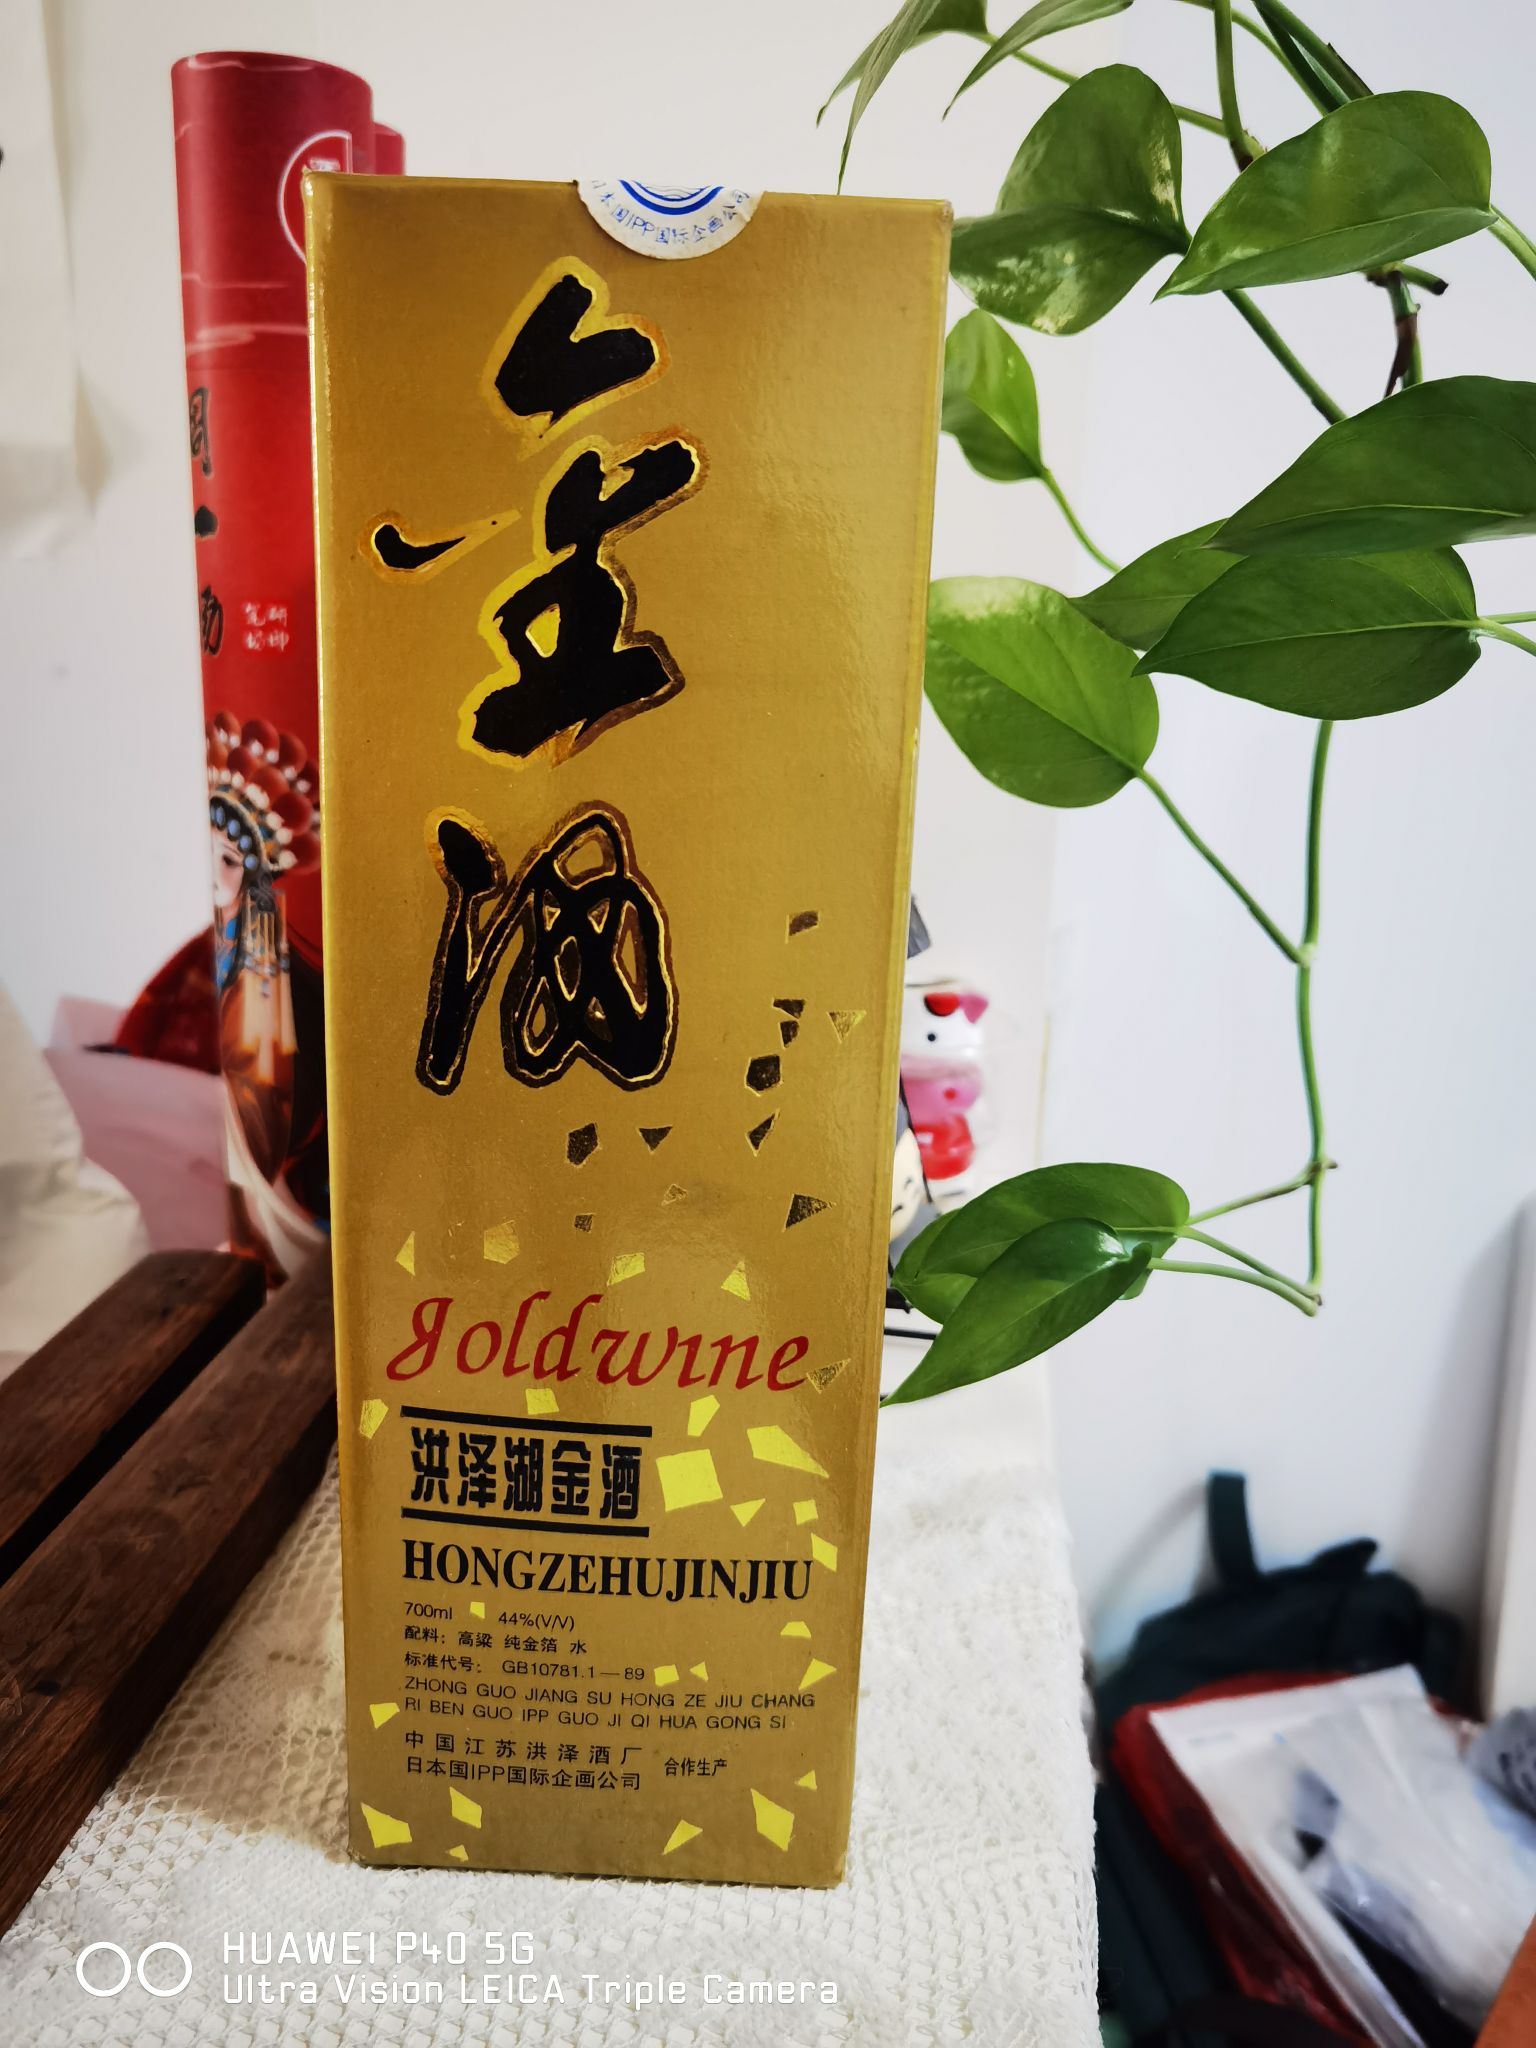 日本国IPP国际企画公司
金
酒
goldwine
洪泽湖金酒
HONGZEHUJINJIU
700ml 44%(V/V)
配料：高粱 纯金箔 水
标准代号： GB10781.1—89
ZHONG GUO JIANG SU HONG ZE JIU CHANG
RI BEN GUO IPP GUO JI QI HUA GONG SI
中国江苏洪泽酒厂
日本国IPP国际企画公司
合作生产
HUAWEI P40 5G
Ultra Vision LEICA Triple Camera